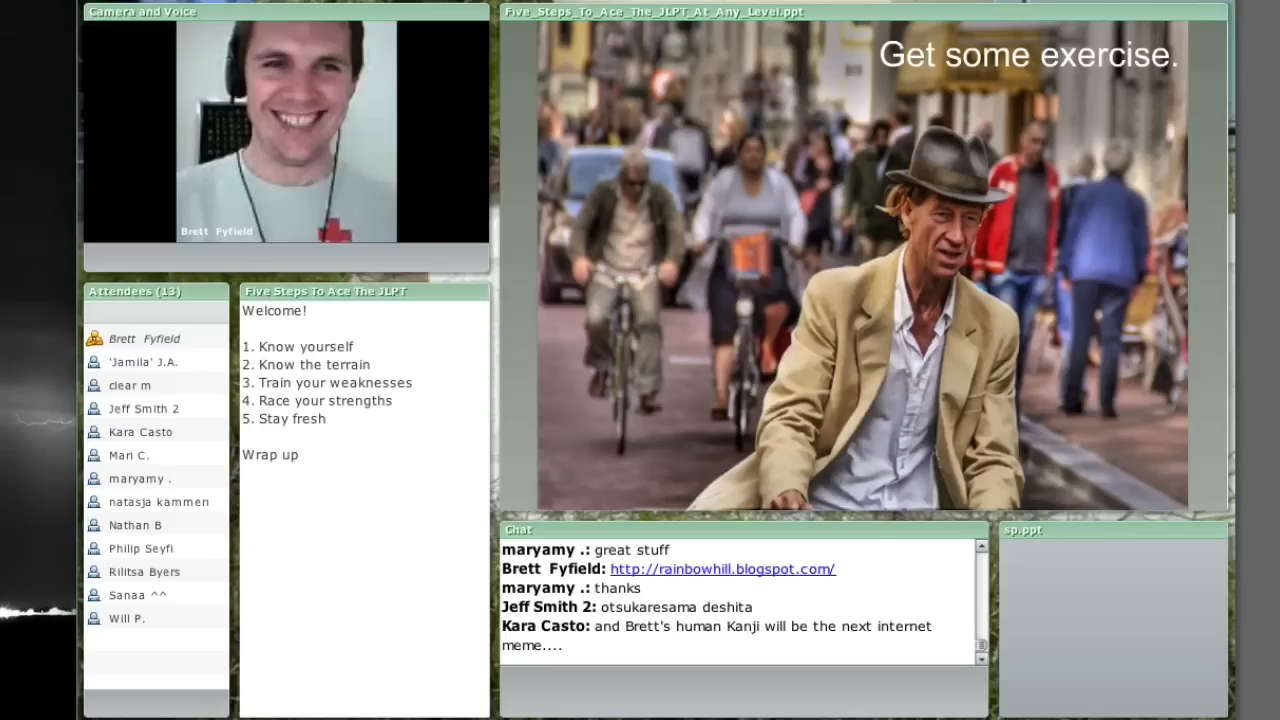 Camera and Voice
Brett Fyfield
Five_Steps_To_Ace_The_JLPT_At_Any_Level.ppt
Get some exercise.
Attendees (13)
Brett Fyfield
'Jamila' J.A.
clear m
Jeff Smith 2
Kara Casto
Mari C.
maryamy .
natasja kammen
Nathan B
Philip Seyfi
Rilitsa Byers
Sanaa ^^
Will P.
Five Steps To Ace The JLPT
Welcome!
1. Know yourself
2. Know the terrain
3. Train your weaknesses
4. Race your strengths
5. Stay fresh
Wrap up
Chat
maryamy .: great stuff
Brett Fyfield: http://rainbowhill.blogspot.com/
maryamy .: thanks
Jeff Smith 2: otsukaresama deshita
Kara Casto: and Brett's human Kanji will be the next internet
meme....
sp.ppt